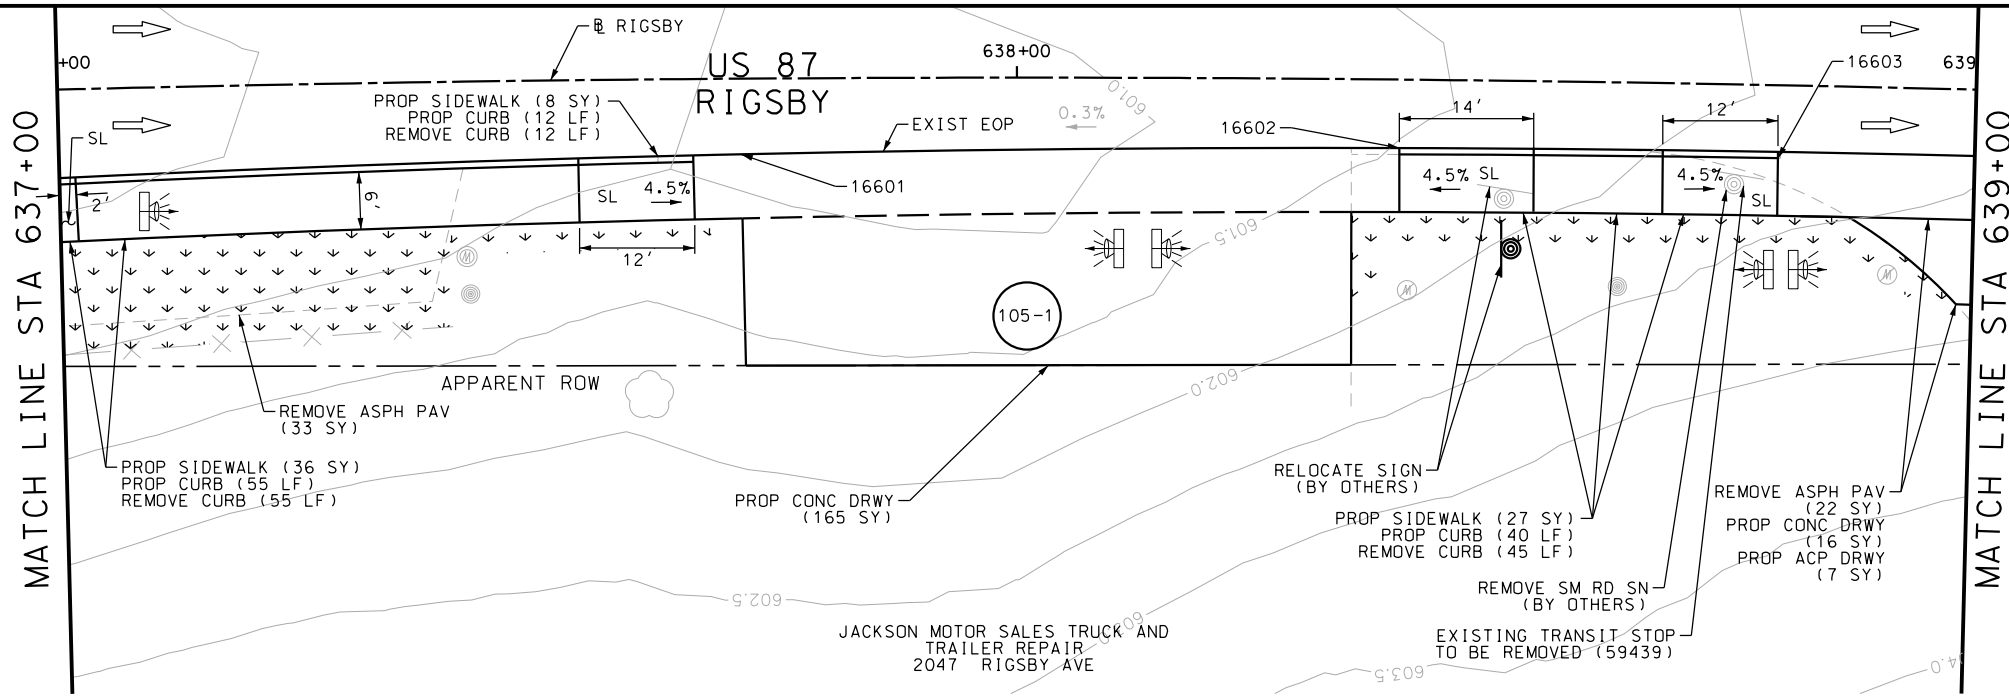 ℄ RIGSBY
+00
US 87
RIGSBY
638+00
601.0
0.3%
16603
639
PROP SIDEWALK (8 SY)
PROP CURB (12 LF)
REMOVE CURB (12 LF)
EXIST EOP
16602
14'
12'
SL
MATCH LINE STA 637+00
MATCH LINE STA 639+00
2'
6'
SL
4.5%
16601
4.5%
SL
4.5%
SL
12'
601.5
105-1
APPARENT ROW
602.0
REMOVE ASPH PAV
(33 SY)
PROP SIDEWALK (36 SY)
PROP CURB (55 LF)
REMOVE CURB (55 LF)
PROP CONC DRWY
(165 SY)
RELOCATE SIGN
(BY OTHERS)
PROP SIDEWALK (27 SY)
PROP CURB (40 LF)
REMOVE CURB (45 LF)
REMOVE ASPH PAV
(22 SY)
PROP CONC DRWY
(16 SY)
PROP ACP DRWY
(7 SY)
REMOVE SM RD SN
(BY OTHERS)
602.5
603.0
JACKSON MOTOR SALES TRUCK AND
TRAILER REPAIR
2047 RIGSBY AVE
EXISTING TRANSIT STOP
TO BE REMOVED (59439)
603.5
M
M
M